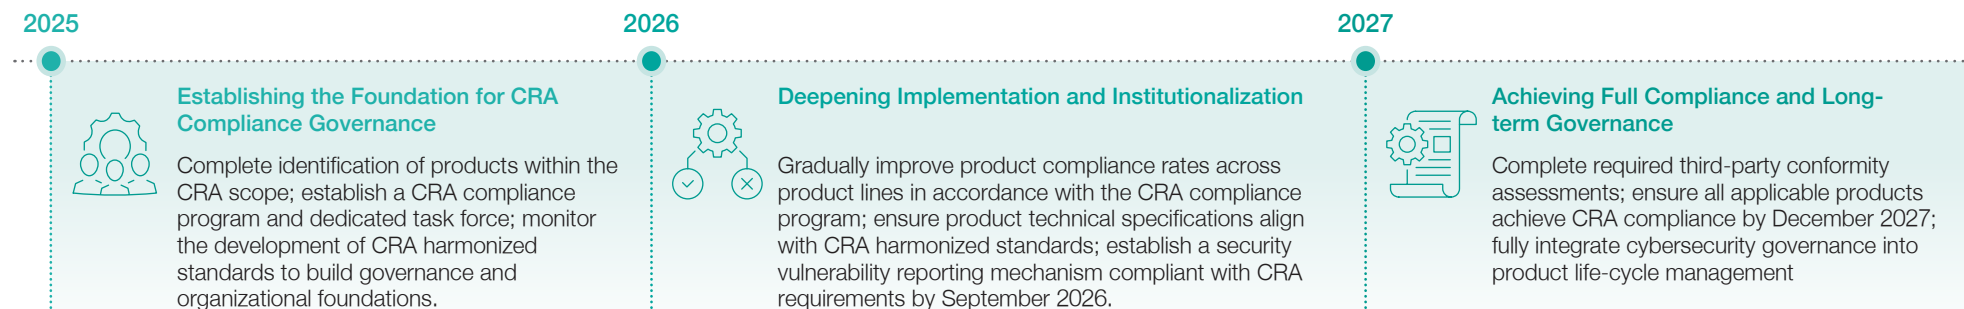 2025
Establishing the Foundation for CRA
Compliance Governance
Complete identification of products within the
CRA scope; establish a CRA compliance
program and dedicated task force; monitor
the development of CRA harmonized
standards to build governance and
organizational foundations.
2026
Deepening Implementation and Institutionalization
Gradually improve product compliance rates across
product lines in accordance with the CRA compliance
program; ensure product technical specifications align
with CRA harmonized standards; establish a security
vulnerability reporting mechanism compliant with CRA
requirements by September 2026.
2027
Achieving Full Compliance and Long-
term Governance
Complete required third-party conformity
assessments; ensure all applicable products
achieve CRA compliance by December 2027;
fully integrate cybersecurity governance into
product life-cycle management